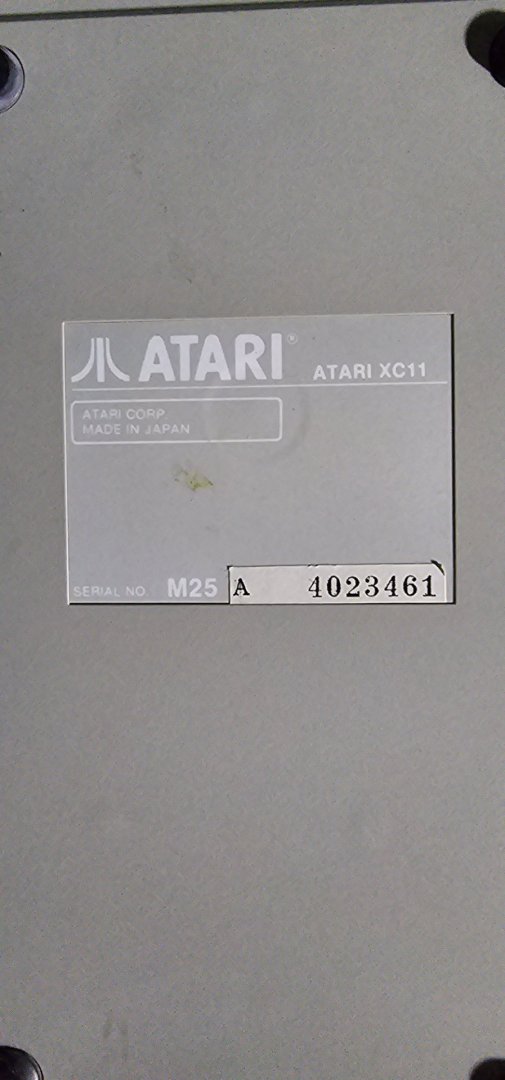 ATARI®
ATARI XC11
ATARI CORP.
MADE IN JAPAN
SERIAL NO M25 A 4023461